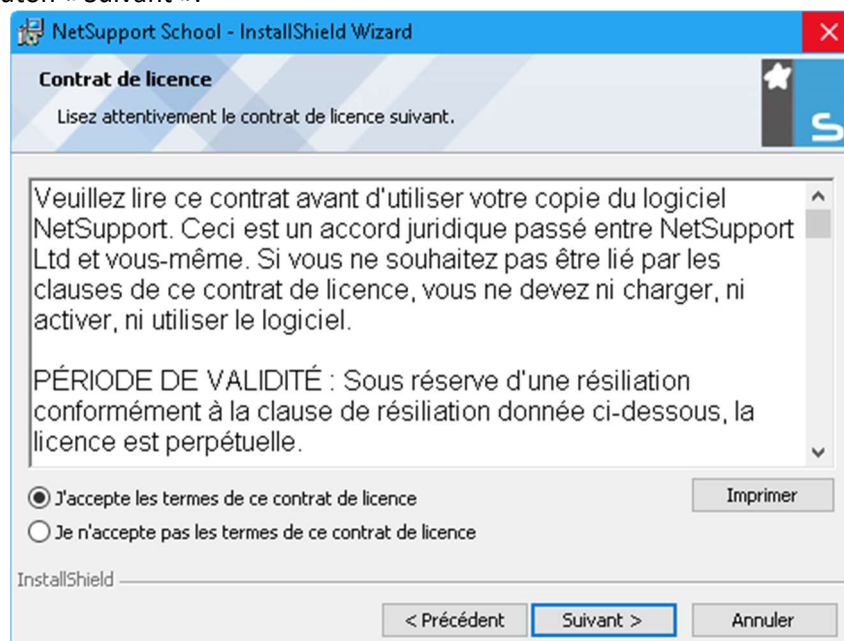 NetSupport School - InstallShield Wizard
Contrat de licence
Lisez attentivement le contrat de licence suivant.
S
Veuillez lire ce contrat avant d'utiliser votre copie du logiciel
NetSupport. Ceci est un accord juridique passé entre NetSupport
Ltd et vous-même. Si vous ne souhaitez pas être lié par les
clauses de ce contrat de licence, vous ne devez ni charger, ni
activer, ni utiliser le logiciel.
PÉRIODE DE VALIDITÉ : Sous réserve d'une résiliation
conformément à la clause de résiliation donnée ci-dessous, la
licence est perpétuelle.
J'accepte les termes de ce contrat de licence
Imprimer
Je n'accepte pas les termes de ce contrat de licence
InstallShield
< Précédent Suivant > Annuler